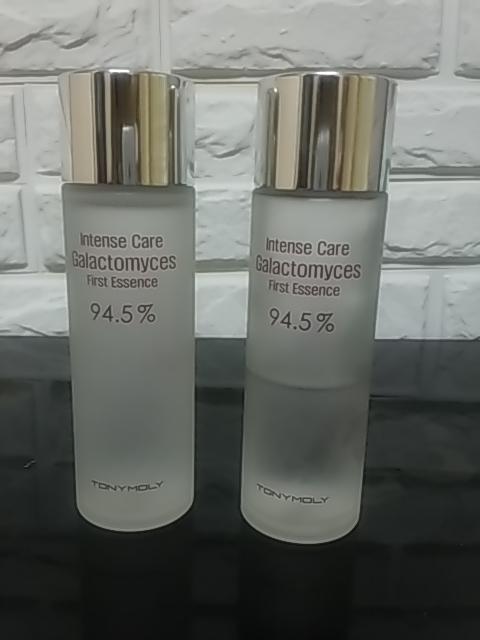 Intense Care
Galactomyces
First Essence
94.5%
TONYMOLY
Intense Care
Galactomyces
First Essence
94.5%
TONYMOLY